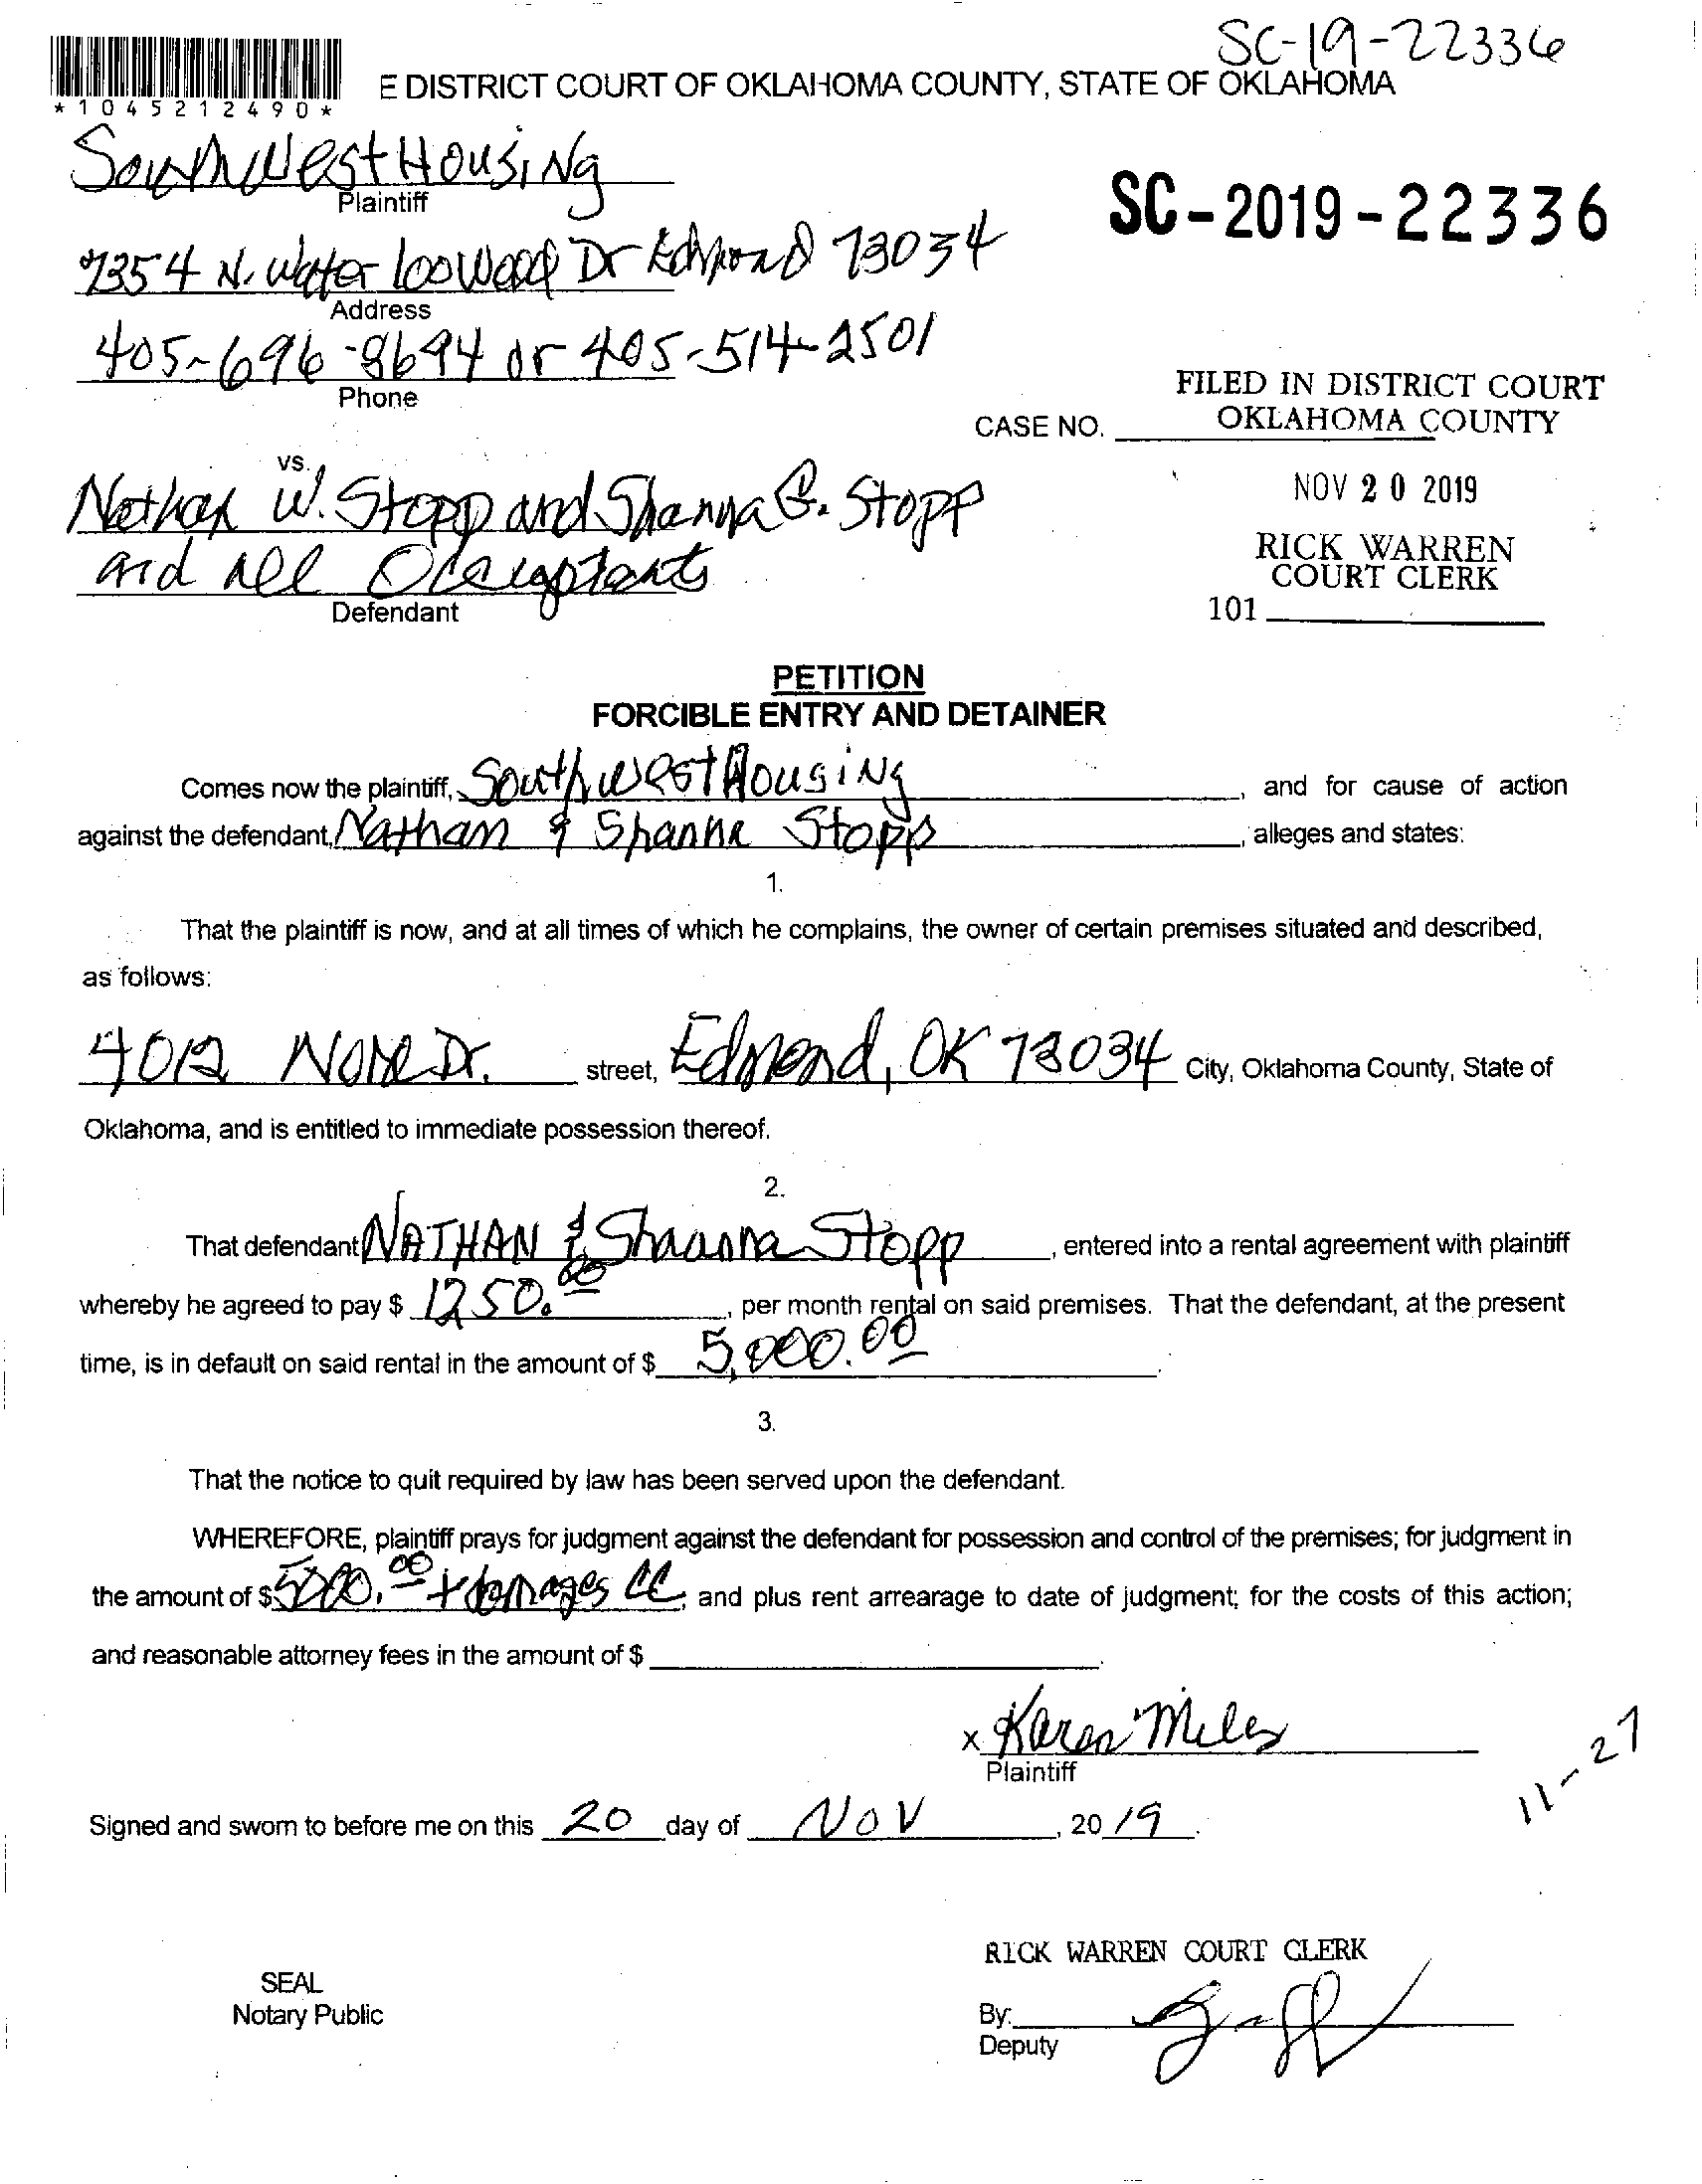 SC-19-22336
E DISTRICT COURT OF OKLAHOMA COUNTY, STATE OF OKLAHOMA
*1045212490*
SouthWest Housing
Plaintiff
SC-2019-22336
7354 N. Waterloo Wood Dr Edmond 73034
Address
405-696-8694 or 405-514-2501
Phone
FILED IN DISTRICT COURT
OKLAHOMA COUNTY
CASE NO.
vs.
NOV 20 2019
Nathan W. Stopp and Shanna G. Stopp
and All
RICK WARREN
COURT CLERK
Defendant
101
PETITION
FORCIBLE ENTRY AND DETAINER
Comes now the plaintiff, Southwest Housing, and for cause of action
against the defendant, Nathan & Shanna Stopp, alleges and states:
1.
That the plaintiff is now, and at all times of which he complains, the owner of certain premises situated and described,
as follows:
4012 Dr. street, Edmond, OK 73034 City, Oklahoma County, State of
Oklahoma, and is entitled to immediate possession thereof.
2.
That defendant NATHAN & Shanna Stopp, entered into a rental agreement with plaintiff
whereby he agreed to pay $ 1250.00, per month rental on said premises. That the defendant, at the present
time, is in default on said rental in the amount of $ 5,000.00.
3.
That the notice to quit required by law has been served upon the defendant.
WHEREFORE, plaintiff prays for judgment against the defendant for possession and control of the premises; for judgment in
the amount of $ 5000.00 + damages CC, and plus rent arrearage to date of judgment; for the costs of this action;
and reasonable attorney fees in the amount of $ .
x Karen Miles
Plaintiff
11-27
Signed and sworn to before me on this 20 day of NOV, 20 19.
RICK WARREN COURT CLERK
SEAL
Notary Public
By:
Deputy